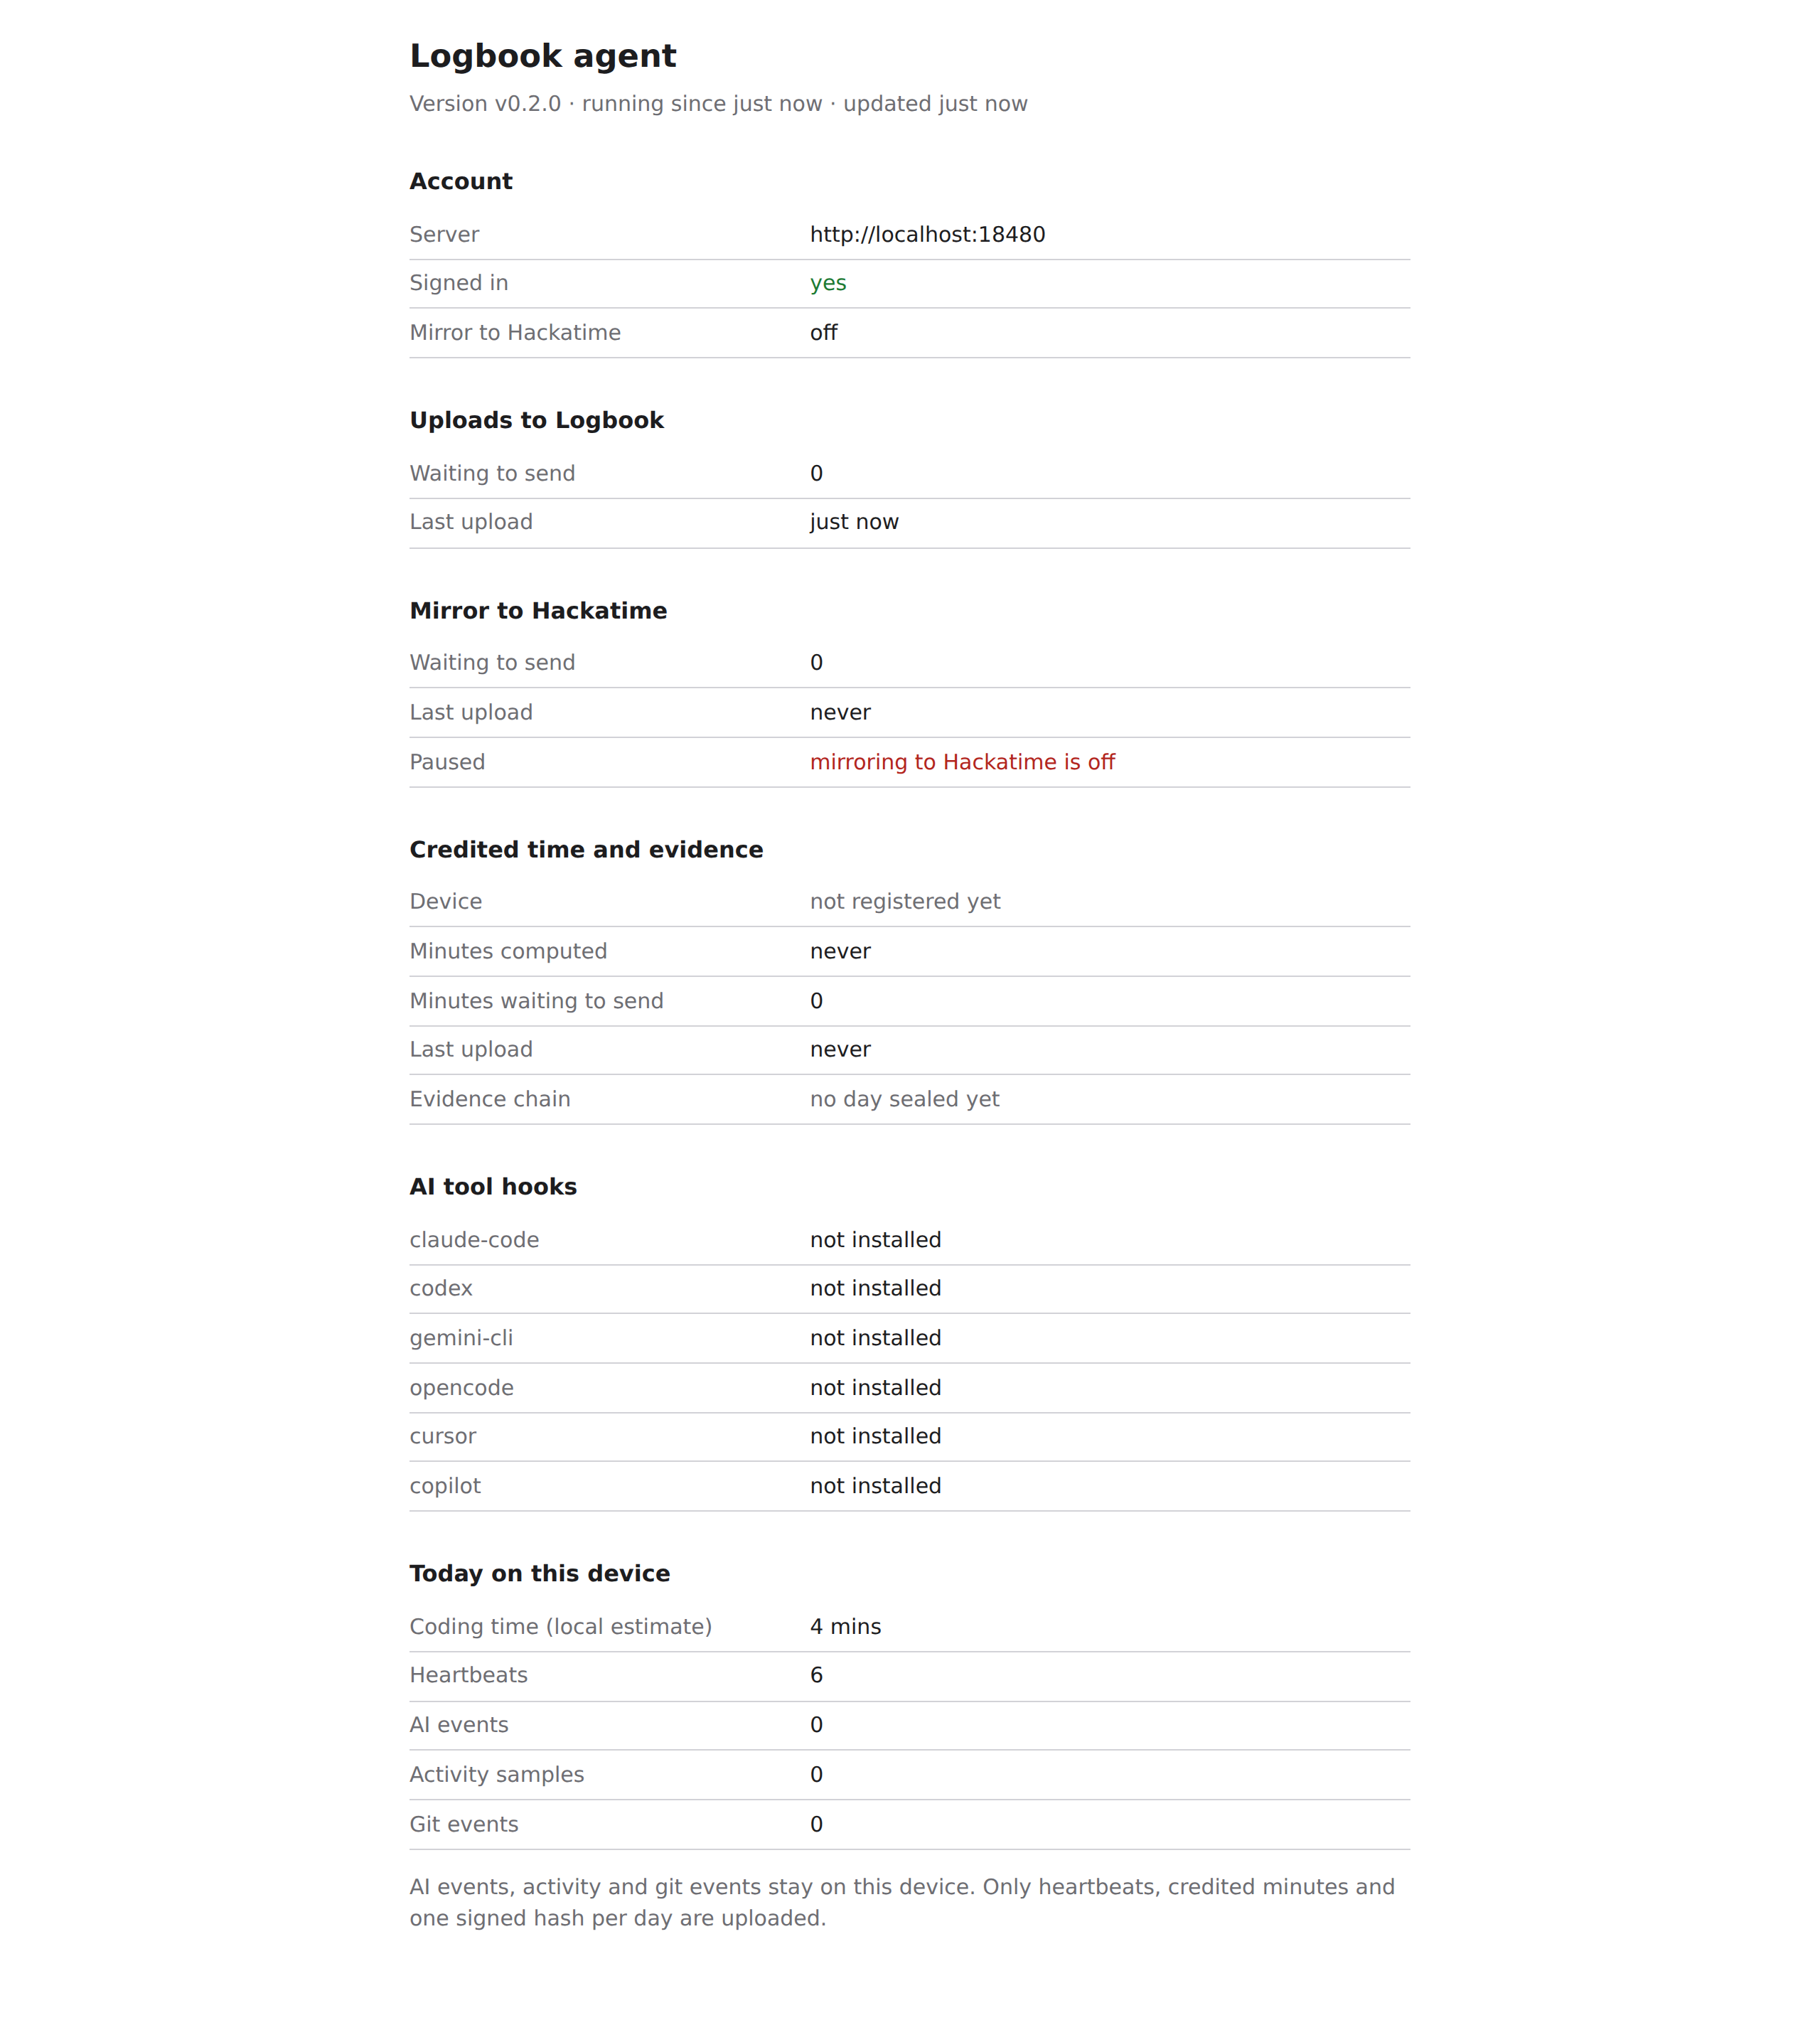 Logbook agent
Version v0.2.0 · running since just now · updated just now
Account
Server http://localhost:18480
Signed in yes
Mirror to Hackatime off
Uploads to Logbook
Waiting to send 0
Last upload just now
Mirror to Hackatime
Waiting to send 0
Last upload never
Paused mirroring to Hackatime is off
Credited time and evidence
Device not registered yet
Minutes computed never
Minutes waiting to send 0
Last upload never
Evidence chain no day sealed yet
AI tool hooks
claude-code not installed
codex not installed
gemini-cli not installed
opencode not installed
cursor not installed
copilot not installed
Today on this device
Coding time (local estimate) 4 mins
Heartbeats 6
AI events 0
Activity samples 0
Git events 0
AI events, activity and git events stay on this device. Only heartbeats, credited minutes and
one signed hash per day are uploaded.